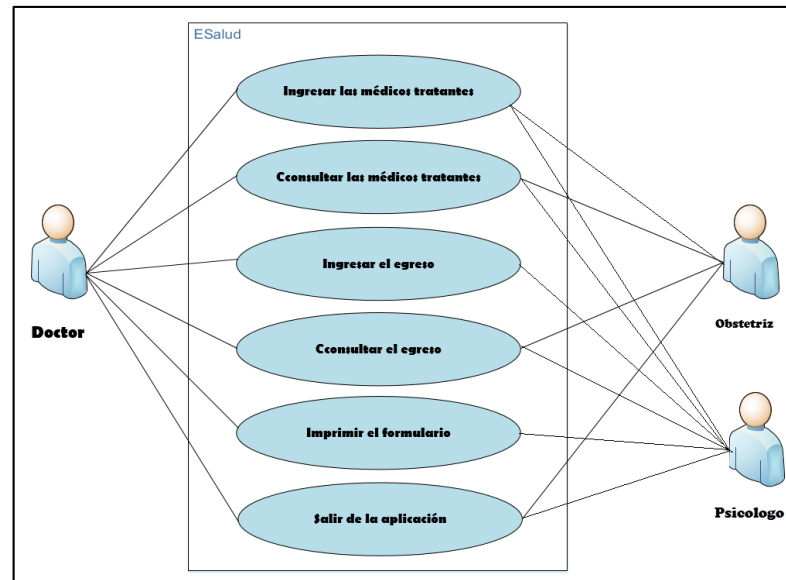 ESalud
Ingresar las médicos tratantes
Cconsultar las médicos tratantes
Ingresar el egreso
Doctor
Obstetriz
Cconsultar el egreso
Imprimir el formulario
Psicologo
Salir de la aplicación